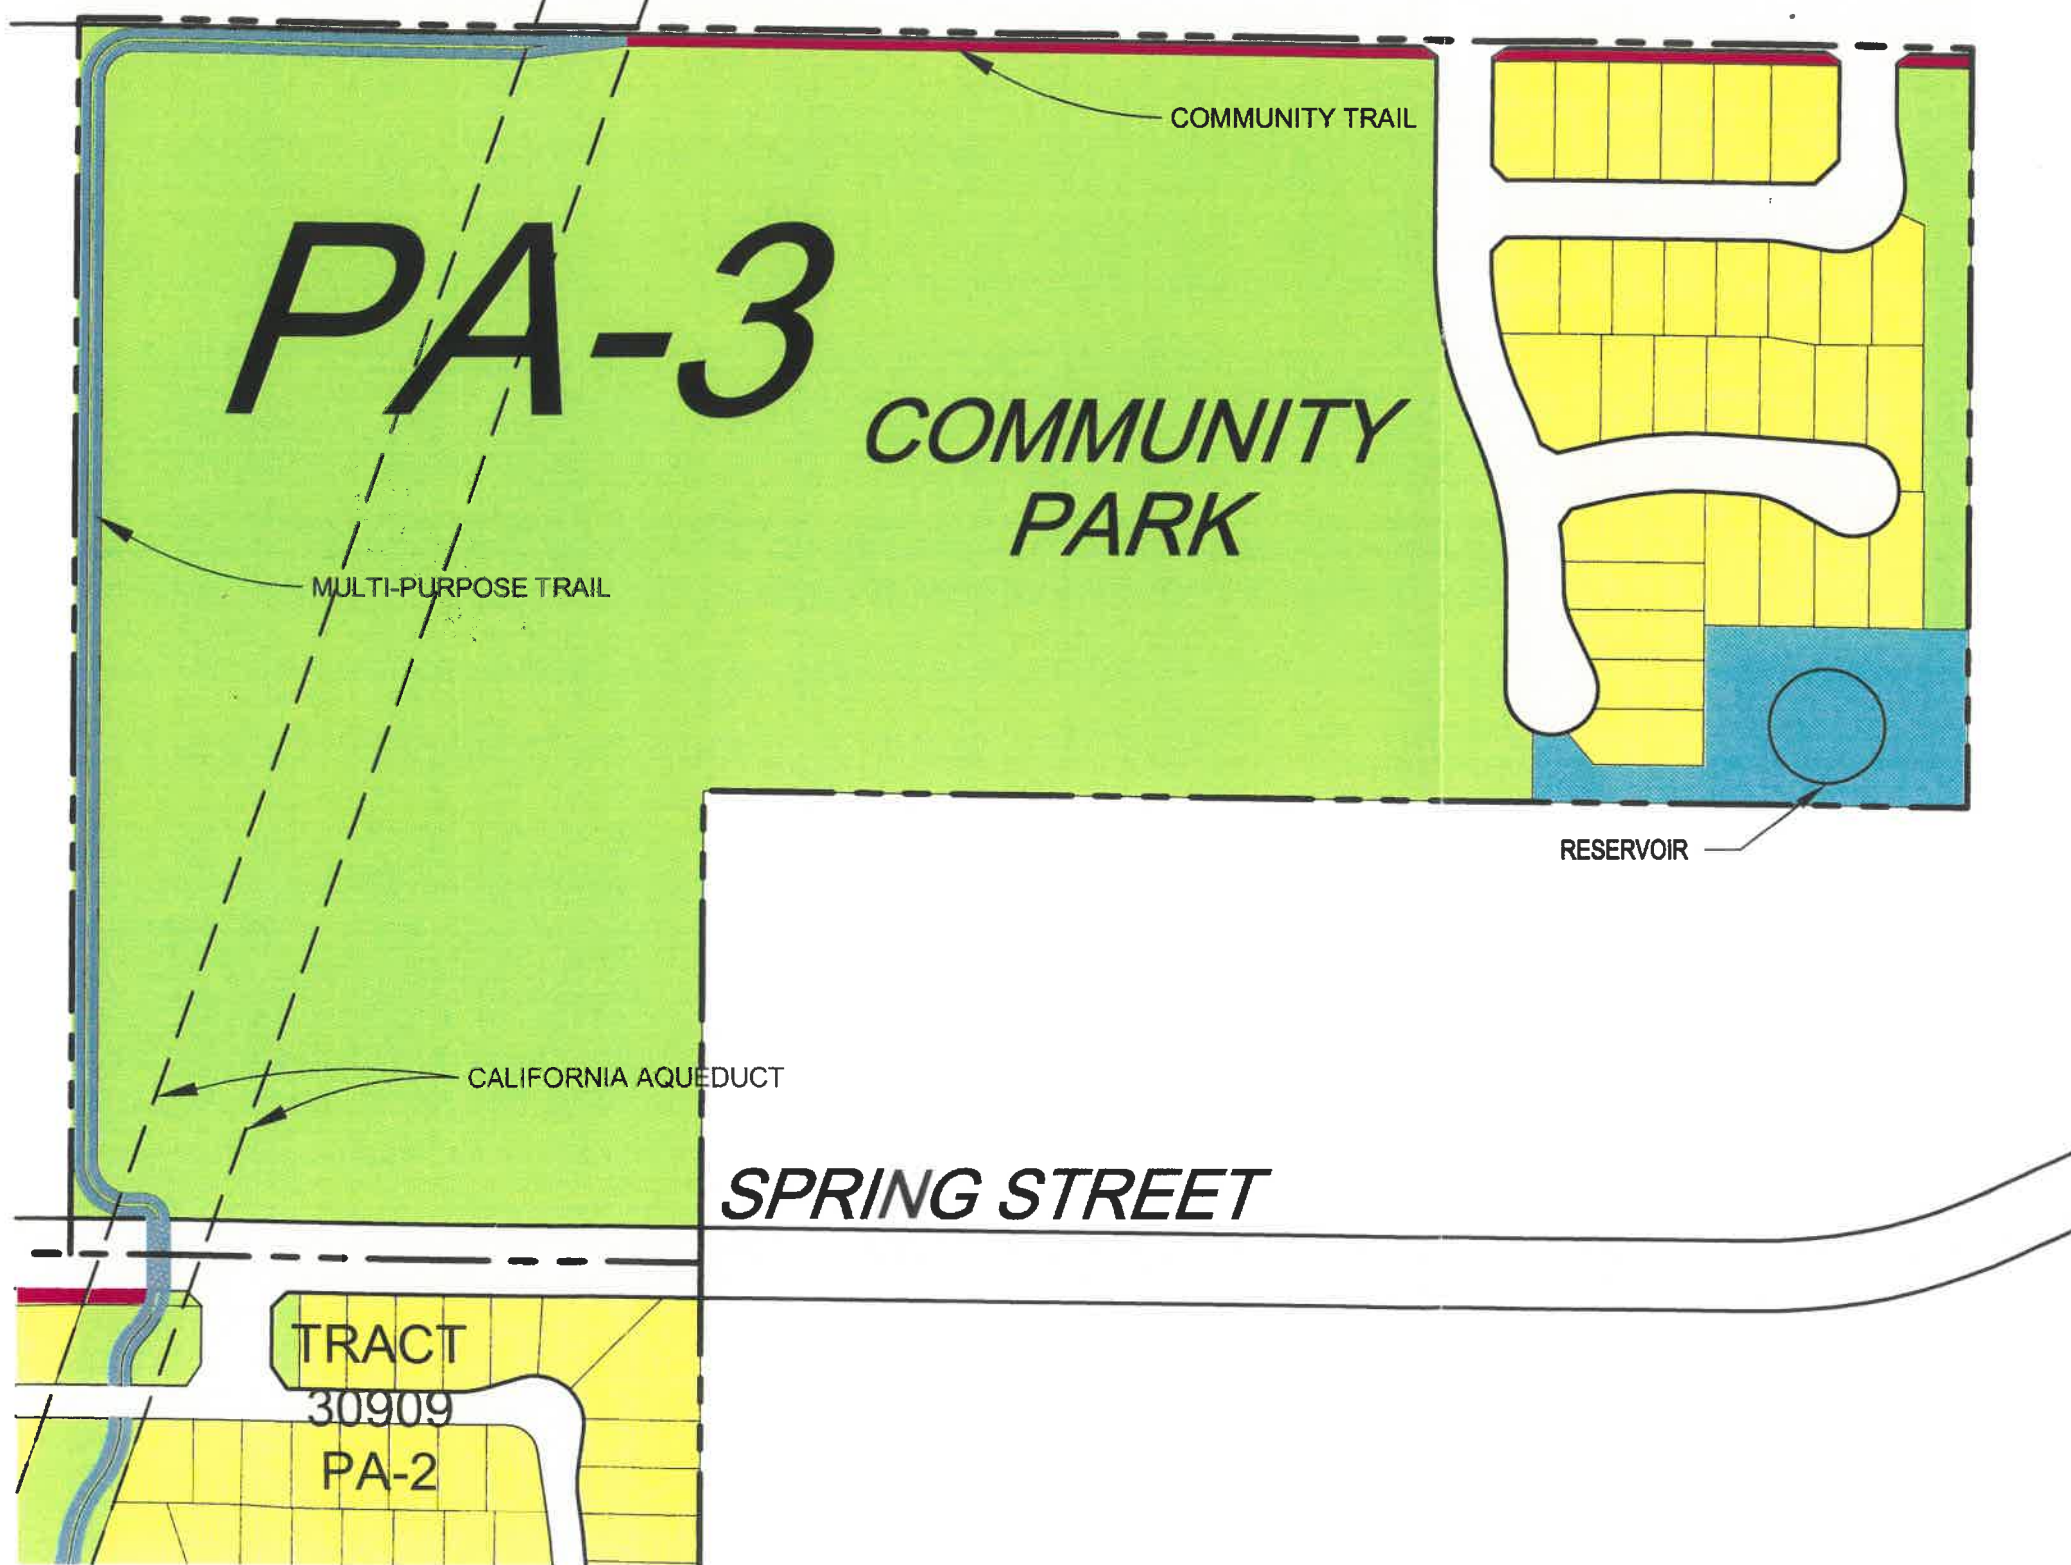 COMMUNITY TRAIL
PA-3
COMMUNITY
PARK
MULTI-PURPOSE TRAIL
RESERVOIR
CALIFORNIA AQUEDUCT
SPRING STREET
TRACT
30909
PA-2